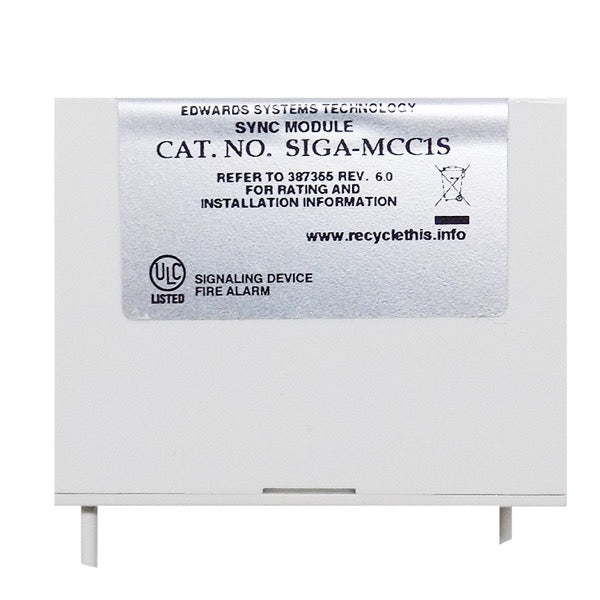 EDWARDS SYSTEMS TECHNOLOGY
SYNC MODULE
CAT. NO. SIGA-MCC1S
REFER TO 387355 REV. 6.0
FOR RATING AND
INSTALLATION INFORMATION
www.recyclethis.info
ULC
LISTED
SIGNALING DEVICE
FIRE ALARM